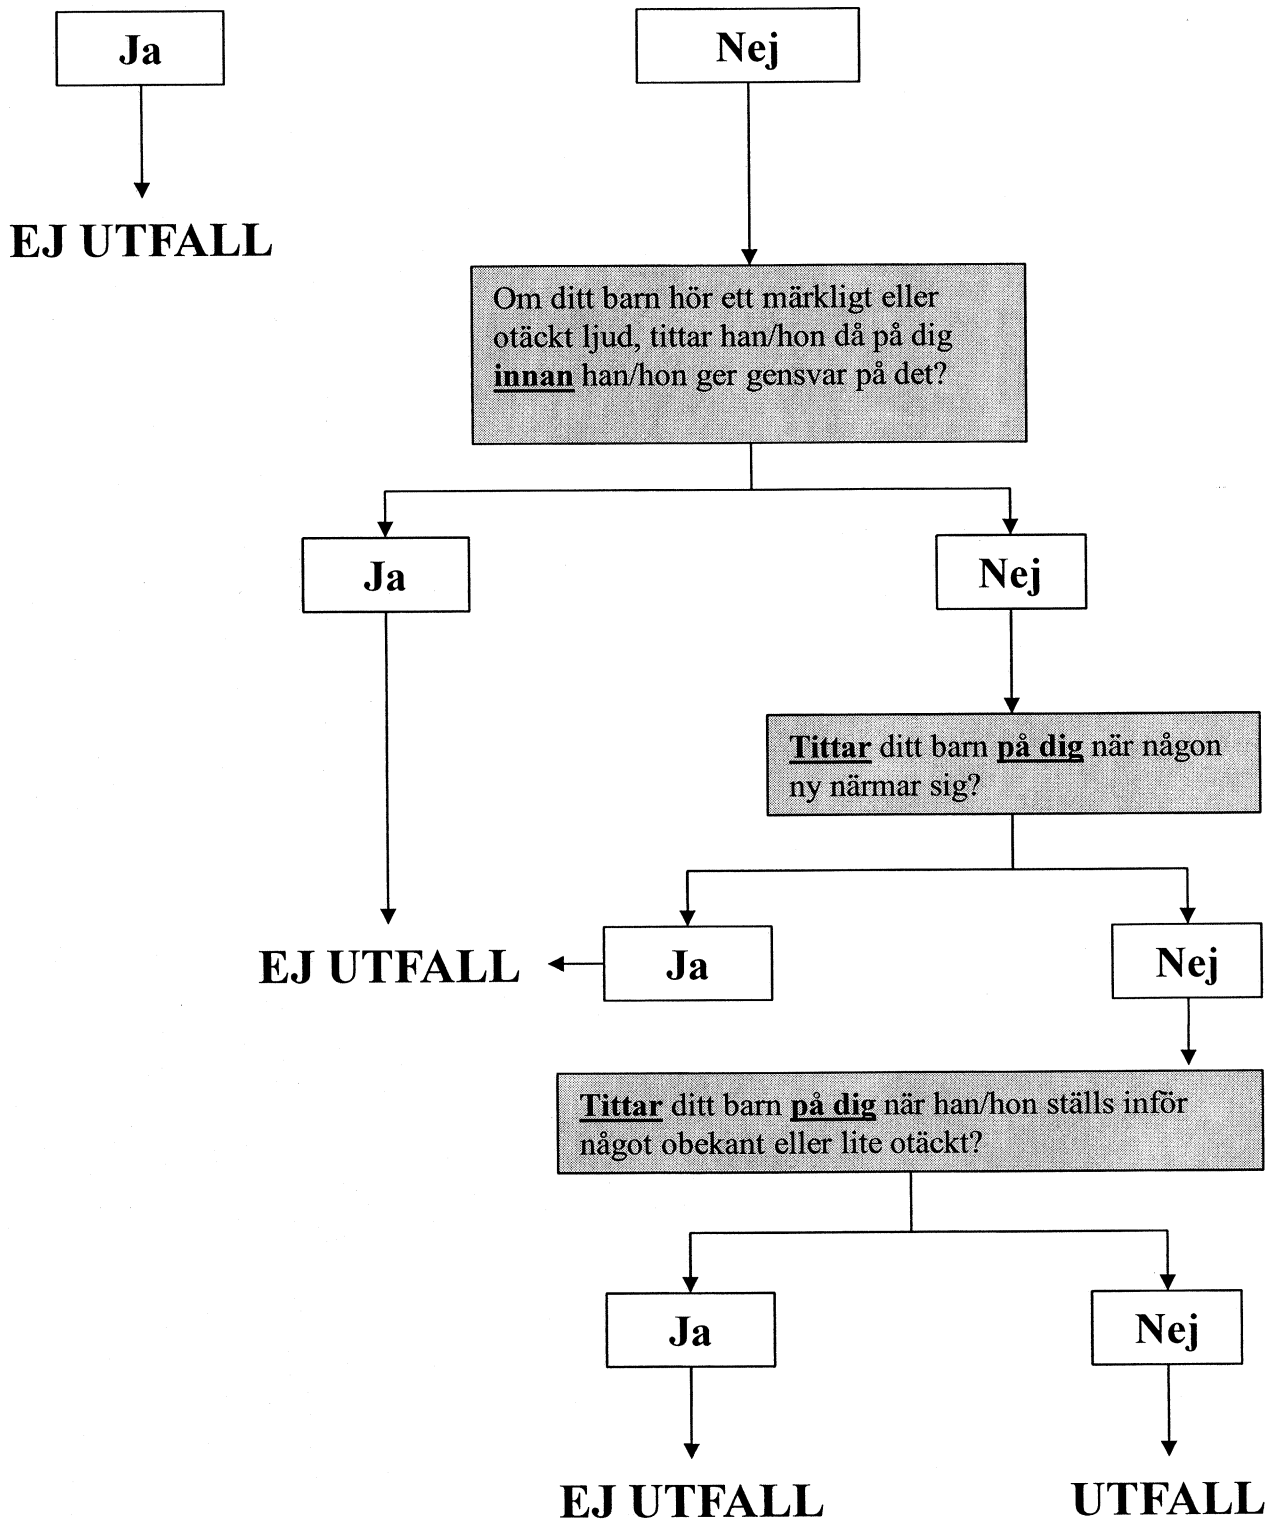 Ja
Nej
EJ UTFALL
Om ditt barn hör ett märkligt eller
otäckt ljud, tittar han/hon då på dig
innan han/hon ger gensvar på det?
Ja
Nej
Tittar ditt barn på dig när någon
ny närmar sig?
EJ UTFALL
Ja
Nej
Tittar ditt barn på dig när han/hon ställs inför
något obekant eller lite otäckt?
Ja
Nej
EJ UTFALL
UTFALL